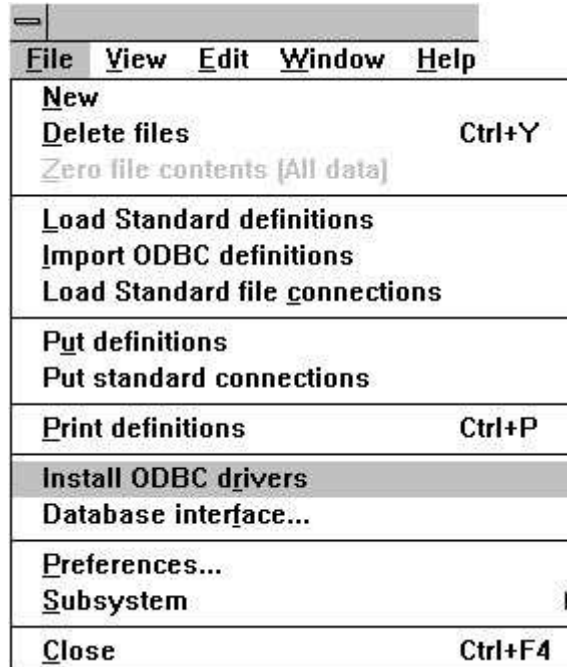 File View Edit Window Help
New
Delete files Ctrl+Y
Zero file contents (All data)
Load Standard definitions
Import ODBC definitions
Load Standard file connections
Put definitions
Put standard connections
Print definitions Ctrl+P
Install ODBC drivers
Database interface...
Preferences...
Subsystem
Close Ctrl+F4